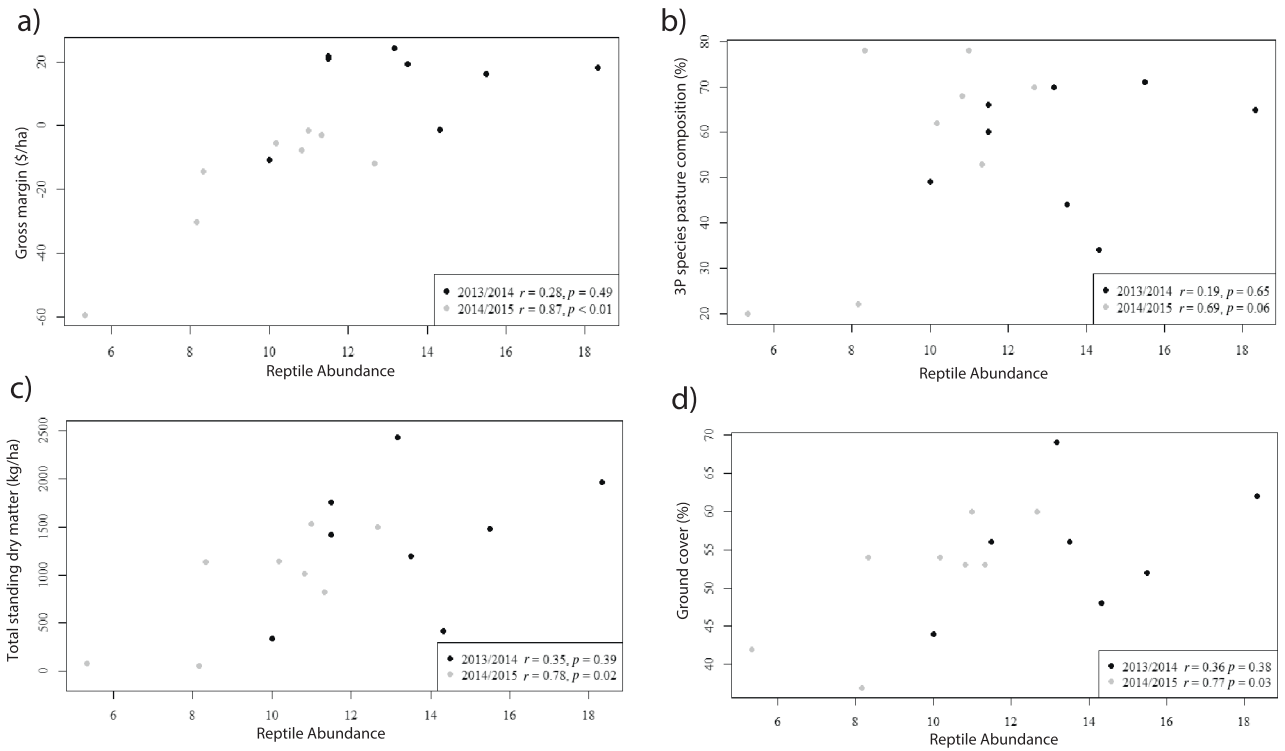 a)
Gross margin ($/ha)
20
0
-20
-40
-60
2013/2014 r = 0.28, p = 0.49
2014/2015 r = 0.87, p < 0.01
6 8 10 12 14 16 18
Reptile Abundance
b)
3P species pasture composition (%)
80
70
60
50
40
30
20
2013/2014 r = 0.19, p = 0.65
2014/2015 r = 0.69, p = 0.06
6 8 10 12 14 16 18
Reptile Abundance
c)
Total standing dry matter (kg/ha)
2500
2000
1500
1000
500
0
2013/2014 r = 0.35, p = 0.39
2014/2015 r = 0.78, p = 0.02
6 8 10 12 14 16 18
Reptile Abundance
d)
Ground cover (%)
70
65
60
55
50
45
40
2013/2014 r = 0.36 p = 0.38
2014/2015 r = 0.77 p = 0.03
6 8 10 12 14 16 18
Reptile Abundance